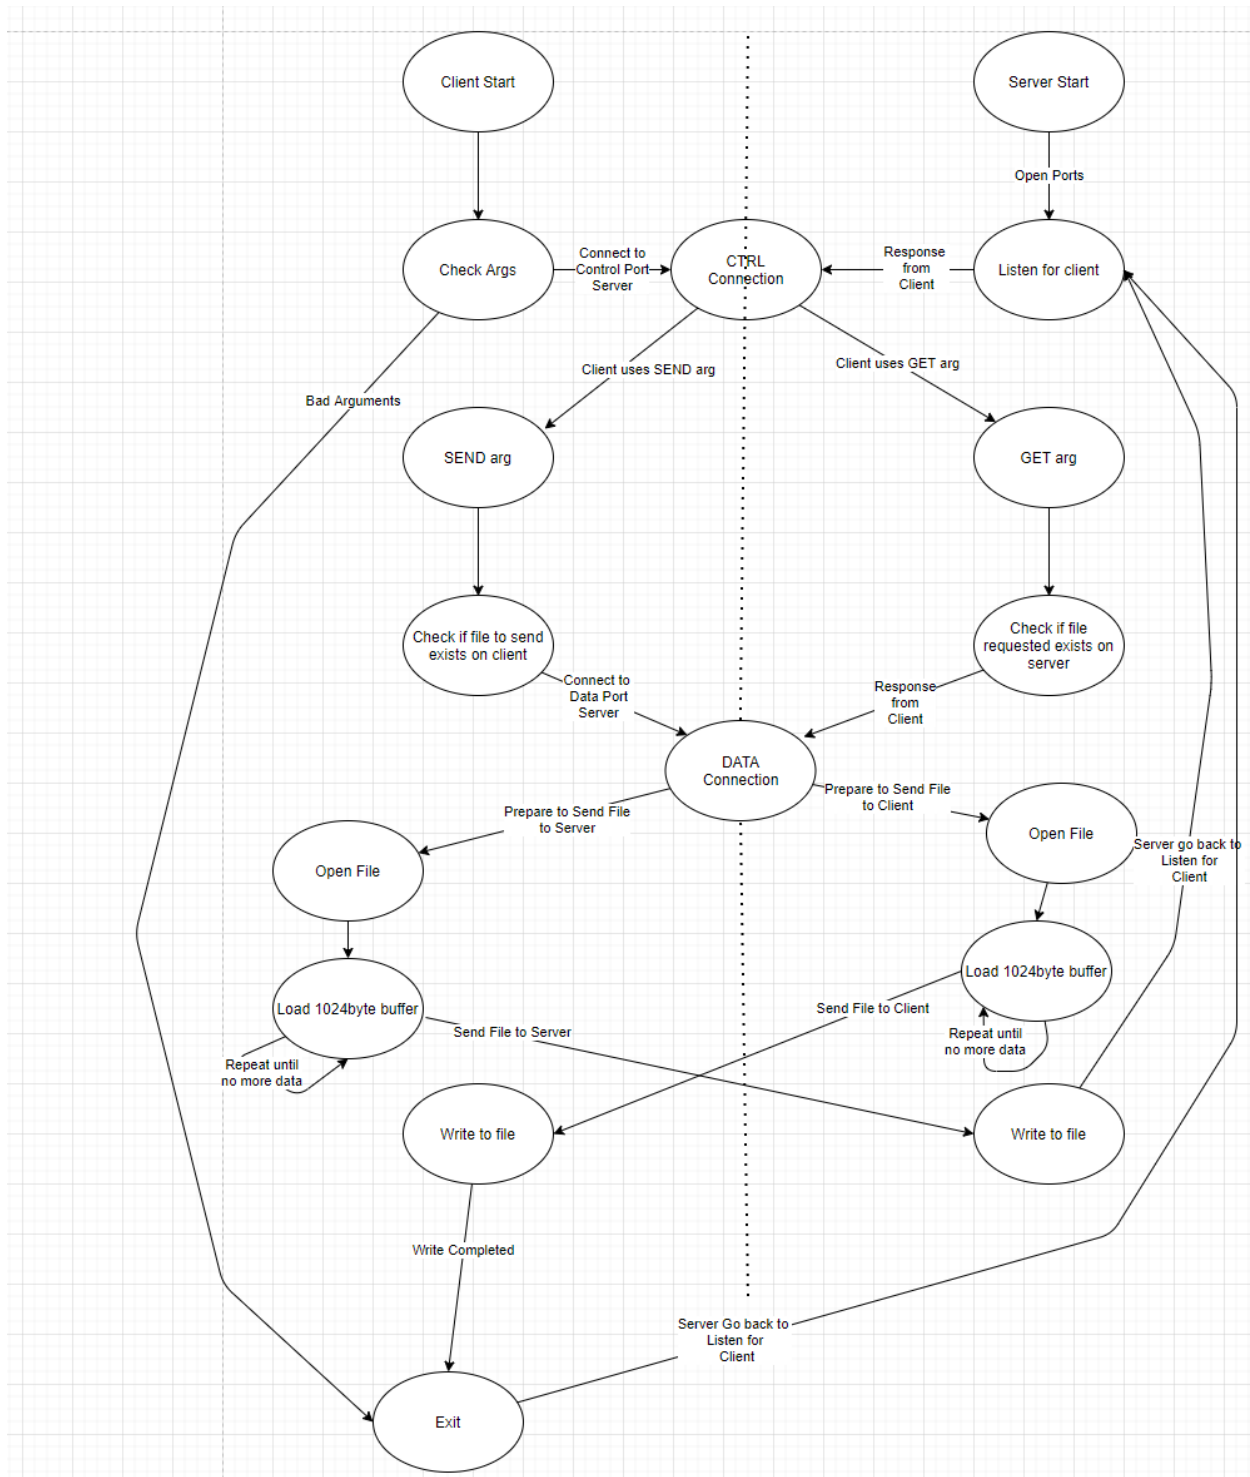 Client Start
Server Start
Open Ports
Check Args
Connect to
Control Port
Server
CTRL
Connection
Response
from
Client
Listen for client
Client uses SEND arg
Client uses GET arg
Bad Arguments
SEND arg
GET arg
Check if file to send
exists on client
Check if file
requested exists on
server
Connect to
Data Port
Server
Response
from
Client
DATA
Connection
Prepare to Send File
to Server
Prepare to Send File
to Client
Open File
Open File
Server go back to
Listen for
Client
Load 1024byte buffer
Load 1024byte buffer
Send File to Client
Send File to Server
Repeat until
no more data
Repeat until
no more data
Write to file
Write to file
Write Completed
Server Go back to
Listen for
Client
Exit